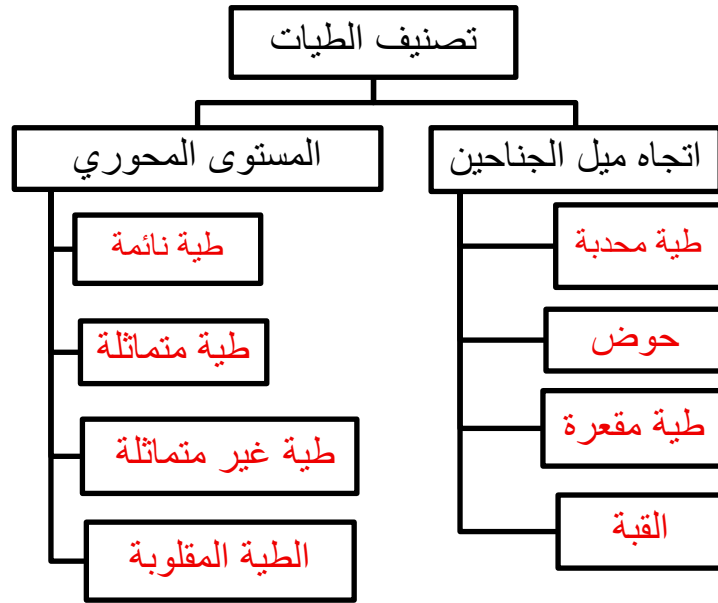 تصنيف الطيات
اتجاه ميل الجناحين
طية محدبة
حوض
طية مقعرة
القبة
المستوى المحوري
طية نائمة
طية متماثلة
طية غير متماثلة
الطية المقلوبة